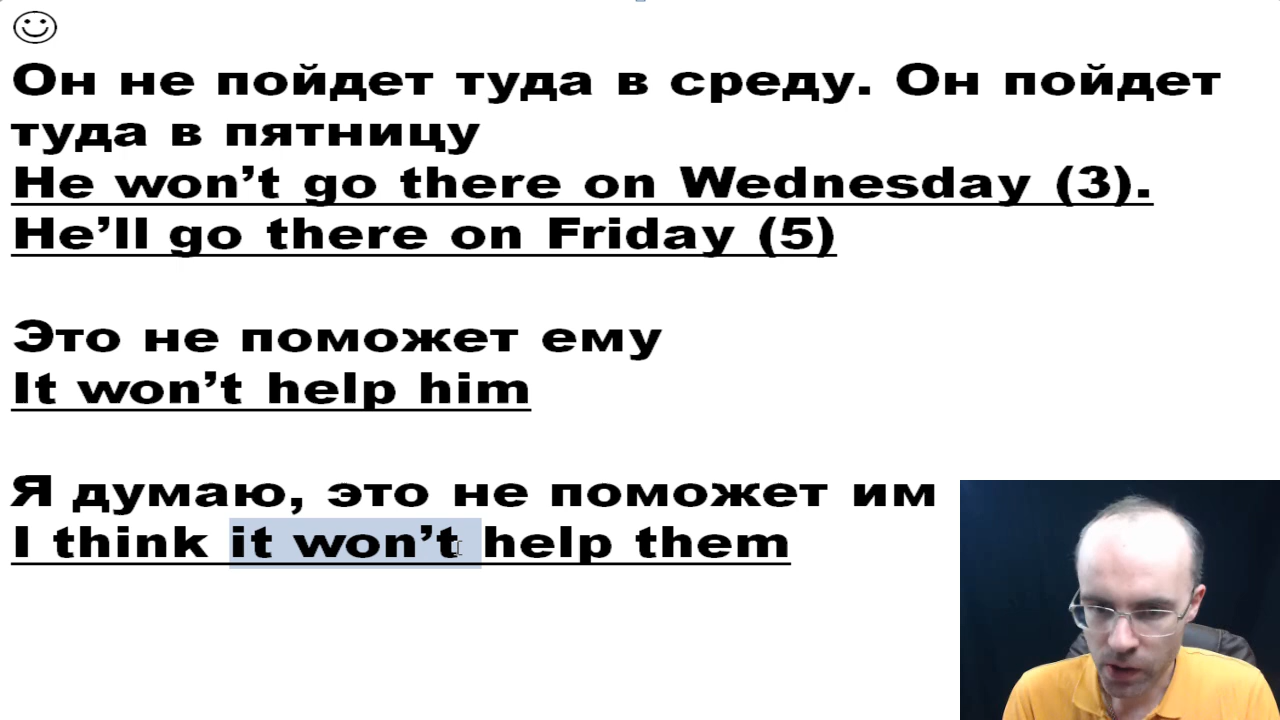 Он не пойдет туда в среду. Он пойдет
туда в пятницу
He won’t go there on Wednesday (3).
He’ll go there on Friday (5)
Это не поможет ему
It won’t help him
Я думаю, это не поможет им
I think it won’t help them